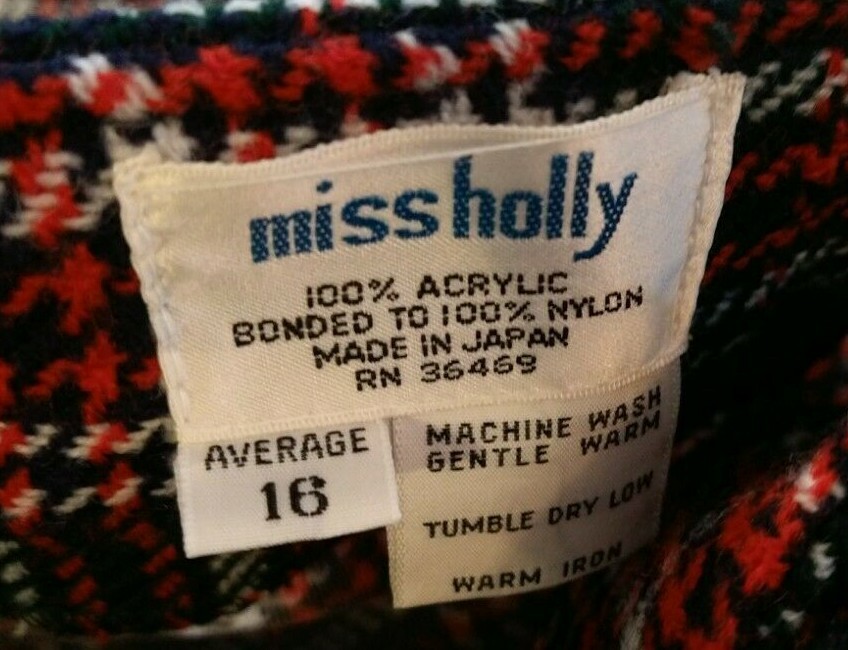 miss holly
100% ACRYLIC
BONDED TO 100% NYLON
MADE IN JAPAN
RN 36469
AVERAGE
16
MACHINE WASH
GENTLE WARM
TUMBLE DRY LOW
WARM IRON